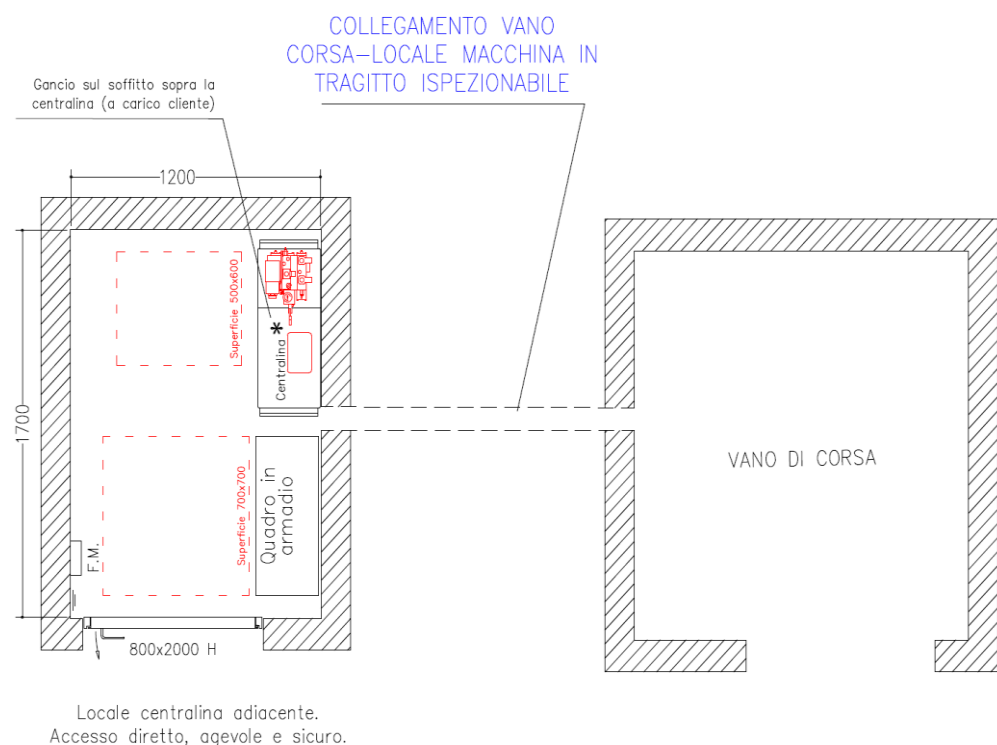 COLLEGAMENTO VANO
CORSA-LOCALE MACCHINA IN
TRAGITTO ISPEZIONABILE
Gancio sul soffitto sopra la
centralina (a carico cliente)
1200
1700
Superficie 500x600
Centralina *
Superficie 700x700
Quadro in
armadio
F.M.
VANO DI CORSA
800x2000 H
Locale centralina adiacente.
Accesso diretto, agevole e sicuro.